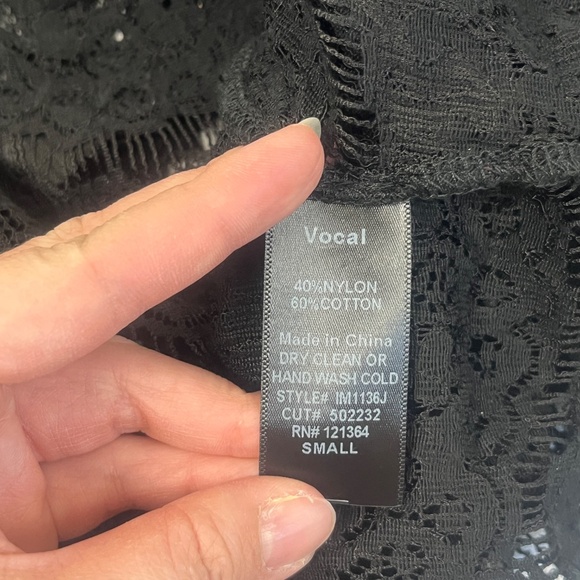 Vocal
40%NYLON
60%COTTON
Made in China
DRY CLEAN OR
HAND WASH COLD
STYLE# IM1136J
CUT# 502232
RN# 121364
SMALL